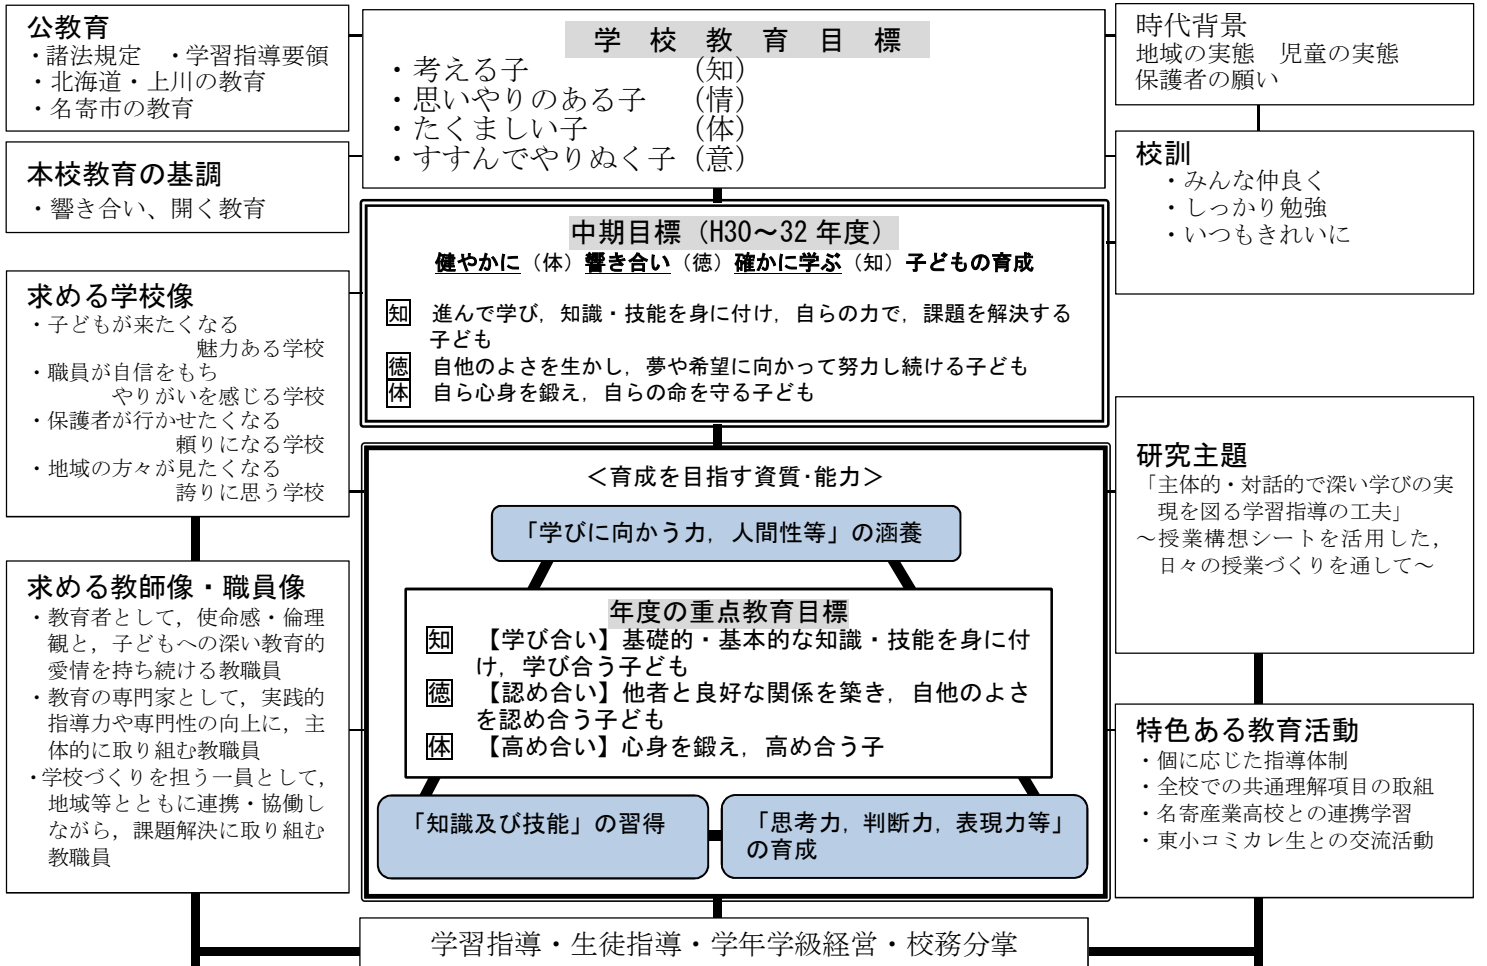 公教育
・諸法規定　・学習指導要領
・北海道・上川の教育
・名寄市の教育
本校教育の基調
・響き合い、開く教育
学 校 教 育 目 標
・考える子　（知）
・思いやりのある子　（情）
・たくましい子　（体）
・すすんでやりぬく子（意）
時代背景
地域の実態　児童の実態
保護者の願い
校訓
・みんな仲良く
・しっかり勉強
・いつもきれいに
中期目標（H30～32 年度）
健やかに（体）響き合い（徳）確かに学ぶ（知）子どもの育成
知　進んで学び，知識・技能を身に付け，自らの力で，課題を解決する
子ども
徳　自他のよさを生かし，夢や希望に向かって努力し続ける子ども
体　自ら心身を鍛え，自らの命を守る子ども
求める学校像
・子どもが来たくなる
魅力ある学校
・職員が自信をもち
やりがいを感じる学校
・保護者が行かせたくなる
頼りになる学校
・地域の方々が見たくなる
誇りに思う学校
求める教師像・職員像
・教育者として，使命感・倫理
観と，子どもへの深い教育的
愛情を持ち続ける教職員
・教育の専門家として，実践的
指導力や専門性の向上に，主
体的に取り組む教職員
・学校づくりを担う一員として，
地域等とともに連携・協働し
ながら，課題解決に取り組む
教職員
＜育成を目指す資質・能力＞
「学びに向かう力，人間性等」の涵養
年度の重点教育目標
知　【学び合い】基礎的・基本的な知識・技能を身に付
け，学び合う子ども
徳　【認め合い】他者と良好な関係を築き，自他のよさ
を認め合う子ども
体　【高め合い】心身を鍛え，高め合う子
「知識及び技能」の習得
「思考力，判断力，表現力等」
の育成
研究主題
「主体的・対話的で深い学びの実
現を図る学習指導の工夫」
～授業構想シートを活用した，
日々の授業づくりを通して～
特色ある教育活動
・個に応じた指導体制
・全校での共通理解項目の取組
・名寄産業高校との連携学習
・東小コミカレ生との交流活動
学習指導・生徒指導・学年学級経営・校務分掌